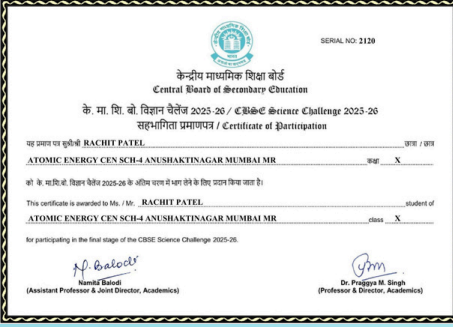 SERIAL NO: 2120
केन्द्रीय माध्यमिक शिक्षा बोर्ड
Central Board of Secondary Education
के. मा. शि. बो. विज्ञान चैलेंज 2025-26 / CBSE Science Challenge 2025-26
सहभागिता प्रमाणपत्र / Certificate of Participation
यह प्रमाण पत्र सुश्री/श्री RACHIT PATEL छात्रा / छात्र
ATOMIC ENERGY CEN SCH-4 ANUSHAKTINAGAR MUMBAI MR कक्षा X
को के. मा.शि.बो. विज्ञान चैलेंज 2025-26 के अंतिम चरण में भाग लेने के लिए प्रदान किया जाता है।
This certificate is awarded to Ms. / Mr. RACHIT PATEL student of
ATOMIC ENERGY CEN SCH-4 ANUSHAKTINAGAR MUMBAI MR class X
for participating in the final stage of the CBSE Science Challenge 2025-26.
N. Balodi
Namita Balodi
(Assistant Professor & Joint Director, Academics)
Dr. Praggya M. Singh
(Professor & Director, Academics)